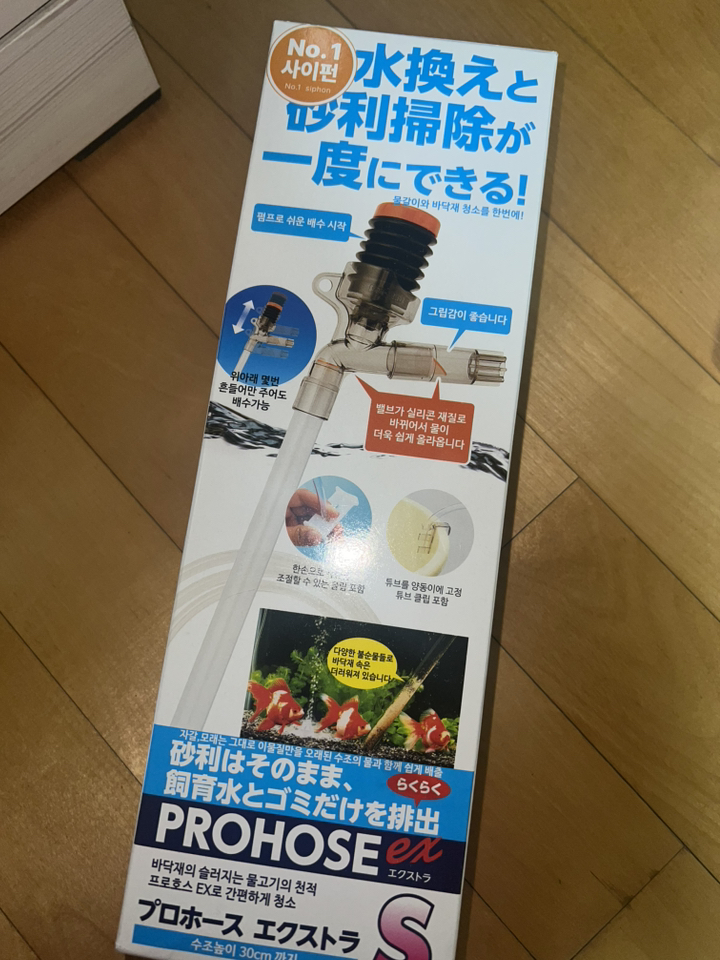 No.1
사이펀
No.1 siphon
水換えと
砂利掃除が
一度にできる!
물갈이와 바닥재 청소를 한번에!
펌프로 쉬운 배수 시작
그립감이 좋습니다
위아래 몇번
흔들어만 주어도
배수가능
밸브가 실리콘 재질로
바뀌어서 물이
더욱 쉽게 올라옵니다
한손으로
조절할 수 있는 클립 포함
튜브를 양동이에 고정
튜브 클립 포함
다양한 불순물들로
바닥재 속은
더러워져 있습니다
자갈,모래는 그대로 이물질만을 오래된 수조의 물과 함께 쉽게 배출
砂利はそのまま、
らくらく
飼育水とゴミだけを排出
PROHOSE ex
エクストラ
바닥재의 슬러지는 물고기의 천적
프로호스 EX로 간편하게 청소
プロホース エクストラ S
수조높이 30cm 까지